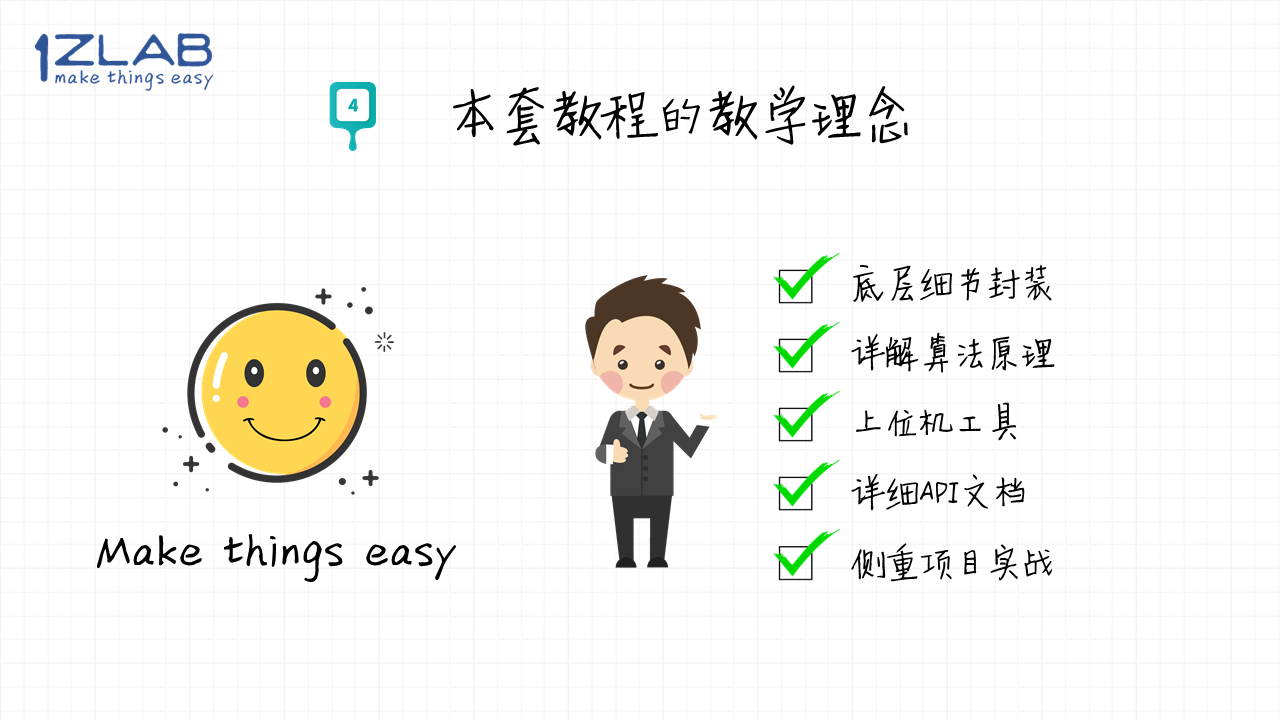 1ZLAB
make things easy
4
本套教程的教学理念
底层细节封装
详解算法原理
上位机工具
详细API文档
侧重项目实战
Make things easy